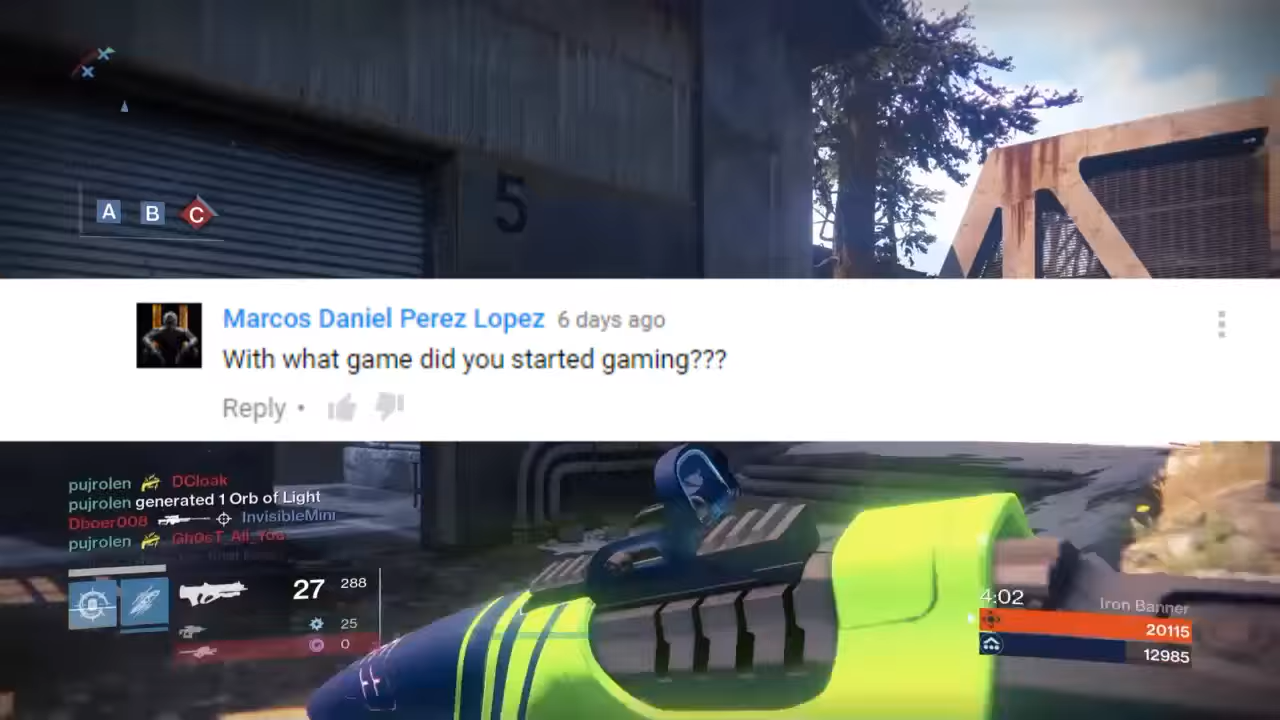 A B C
5
Marcos Daniel Perez Lopez 6 days ago
With what game did you started gaming???
Reply •
pujrolen DCloak
pujrolen generated 1 Orb of Light
Dboer008 InvisibleMini
pujrolen Gh0sT_All_You
27 288
25
0
4:02 Iron Banner
20115
12985